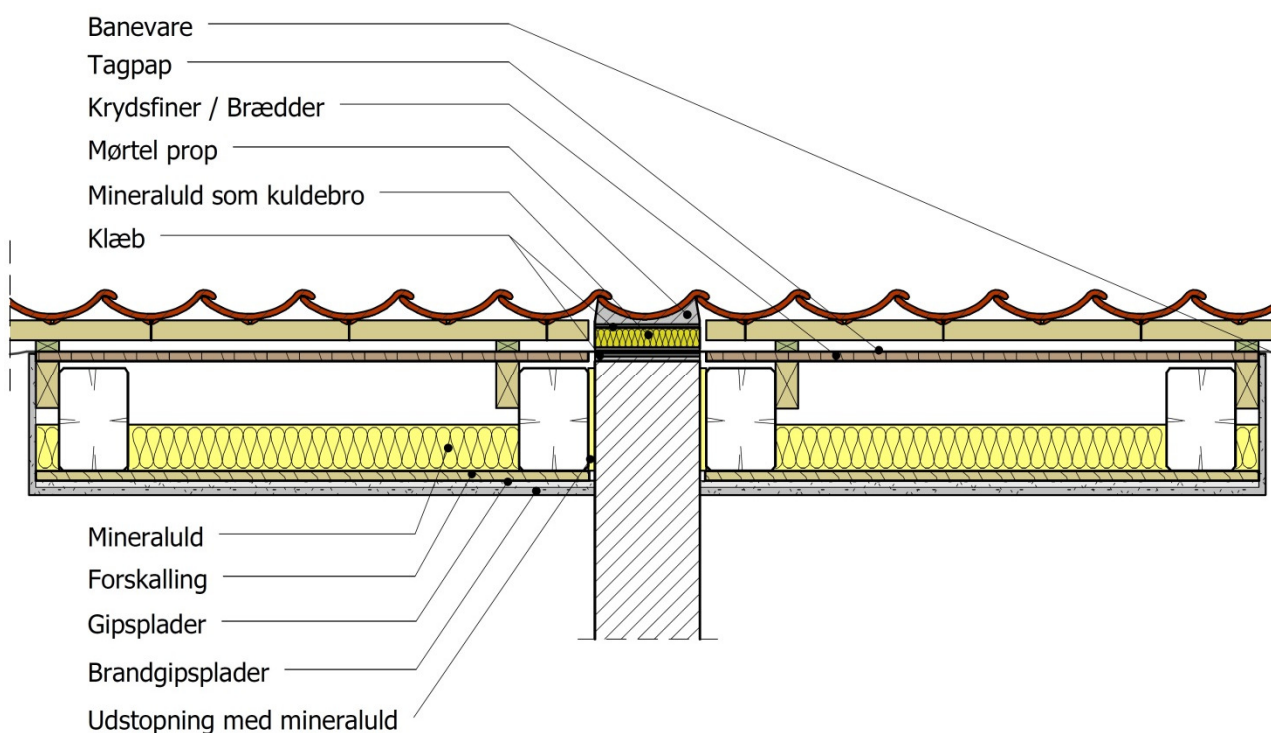 Banevare
Tagpap
Krydsfiner / Brædder
Mørtel prop
Mineraluld som kuldebro
Klæb
Mineraluld
Forskalling
Gipsplader
Brandgipsplader
Udstopning med mineraluld